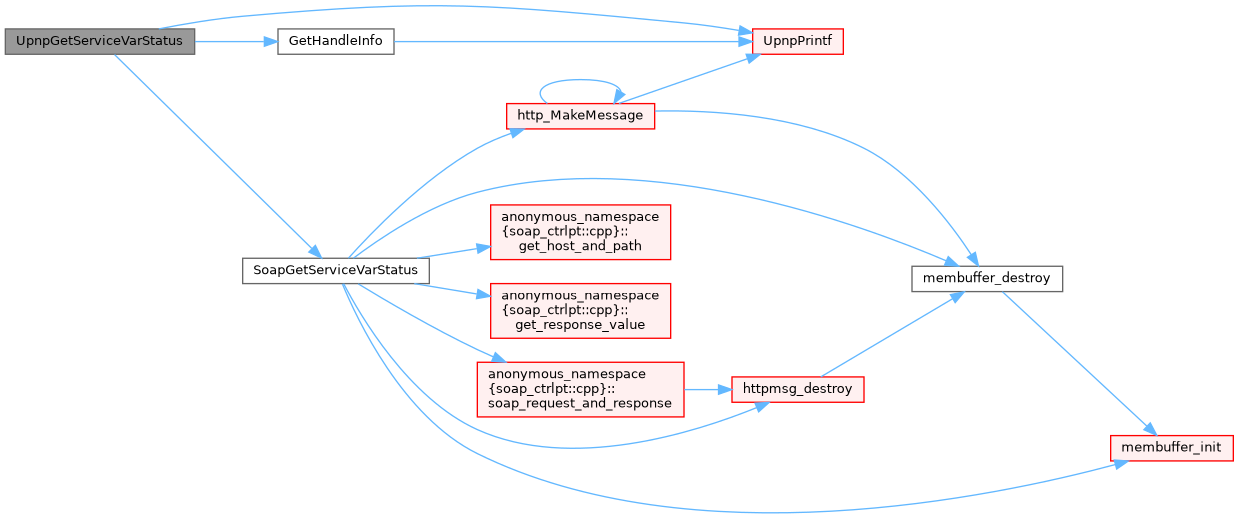 UpnpGetServiceVarStatus
GetHandleInfo
UpnpPrintf
http_MakeMessage
anonymous_namespace
{soap_ctrlpt::cpp}::
get_host_and_path
SoapGetServiceVarStatus
membuffer_destroy
anonymous_namespace
{soap_ctrlpt::cpp}::
get_response_value
anonymous_namespace
{soap_ctrlpt::cpp}::
soap_request_and_response
httpmsg_destroy
membuffer_init